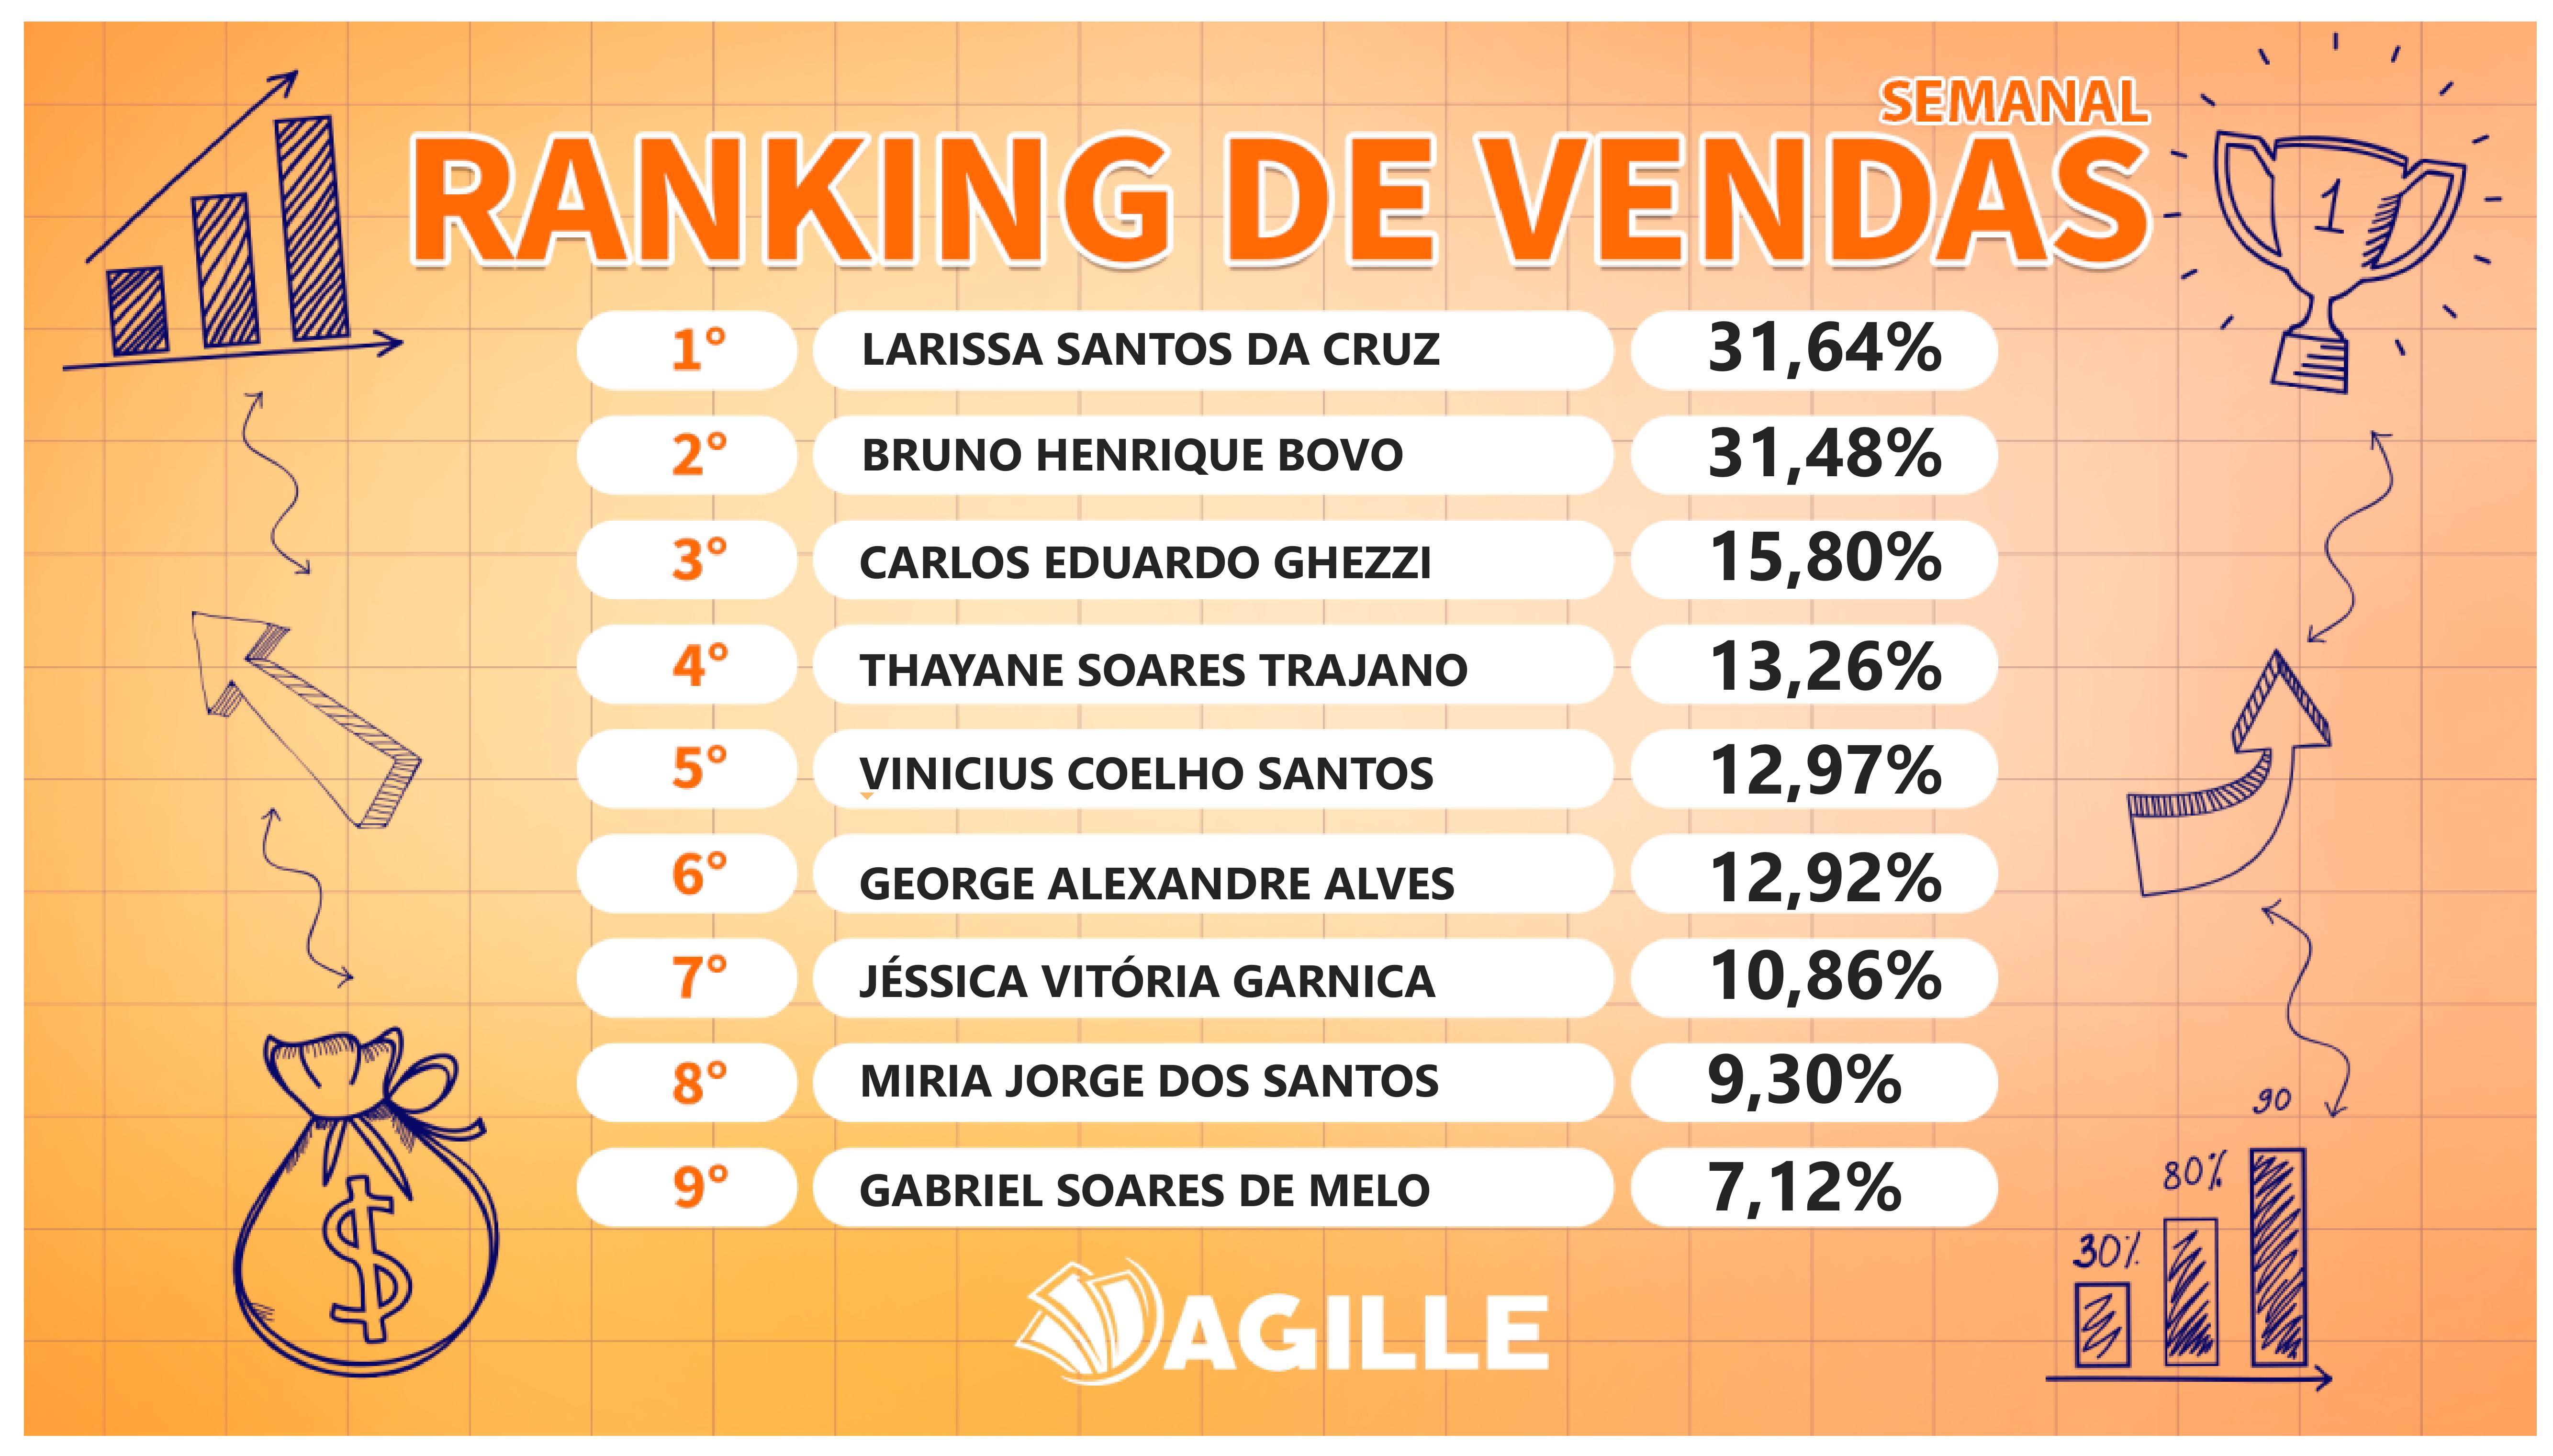 SEMANAL
RANKING DE VENDAS
1
1° LARISSA SANTOS DA CRUZ 31,64%
2° BRUNO HENRIQUE BOVO 31,48%
3° CARLOS EDUARDO GHEZZI 15,80%
4° THAYANE SOARES TRAJANO 13,26%
5° VINICIUS COELHO SANTOS 12,97%
6° GEORGE ALEXANDRE ALVES 12,92%
7° JÉSSICA VITÓRIA GARNICA 10,86%
8° MIRIA JORGE DOS SANTOS 9,30%
9° GABRIEL SOARES DE MELO 7,12%
$
30% 80% 90
AGILLE